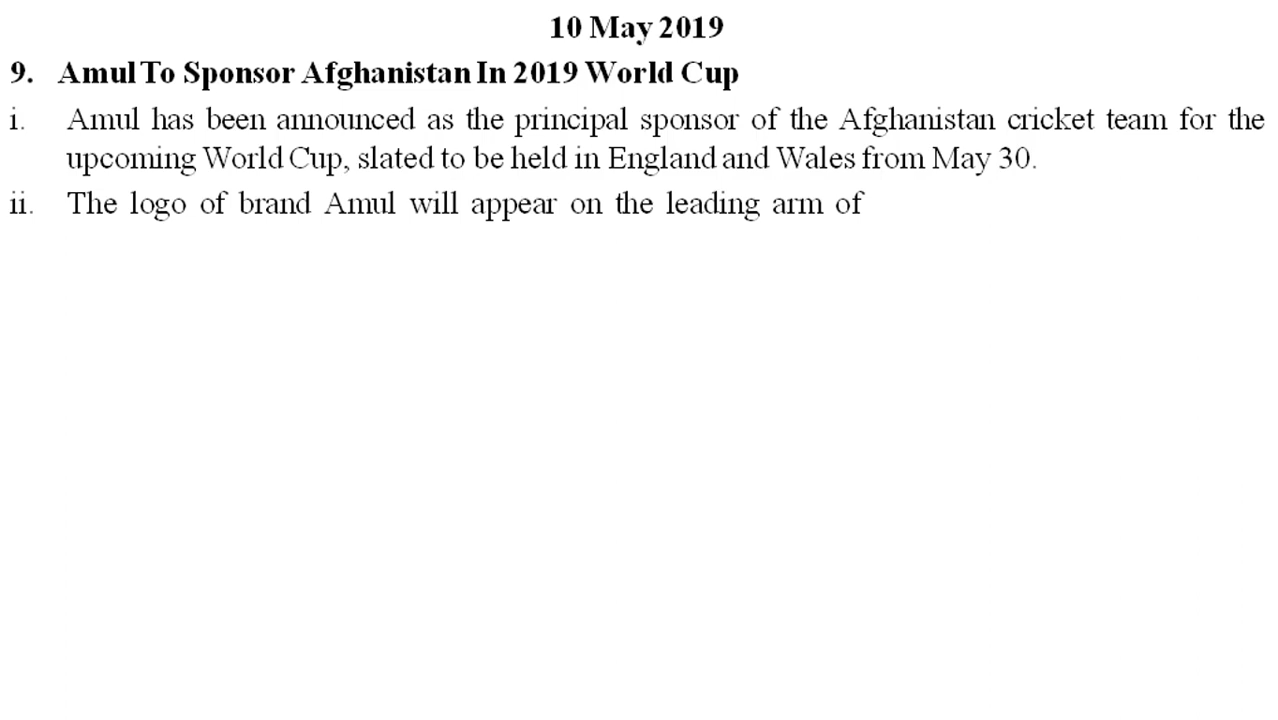 10 May 2019
9. Amul To Sponsor Afghanistan In 2019 World Cup
i. Amul has been announced as the principal sponsor of the Afghanistan cricket team for the
upcoming World Cup, slated to be held in England and Wales from May 30.
ii. The logo of brand Amul will appear on the leading arm of